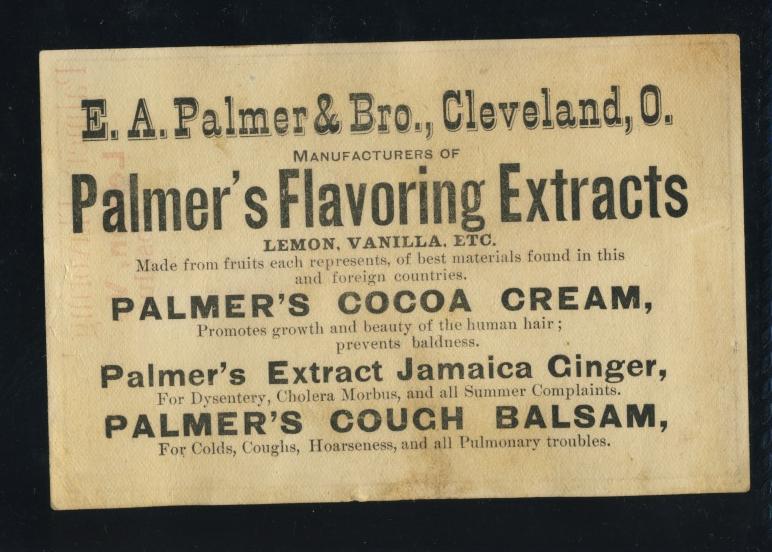 E. A. Palmer & Bro., Cleveland, O.
MANUFACTURERS OF
Palmer's Flavoring Extracts
LEMON, VANILLA, ETC.
Made from fruits each represents, of best materials found in this
and foreign countries.
PALMER'S COCOA CREAM,
Promotes growth and beauty of the human hair;
prevents baldness.
Palmer's Extract Jamaica Ginger,
For Dysentery, Cholera Morbus, and all Summer Complaints.
PALMER'S COUGH BALSAM,
For Colds, Coughs, Hoarseness, and all Pulmonary troubles.